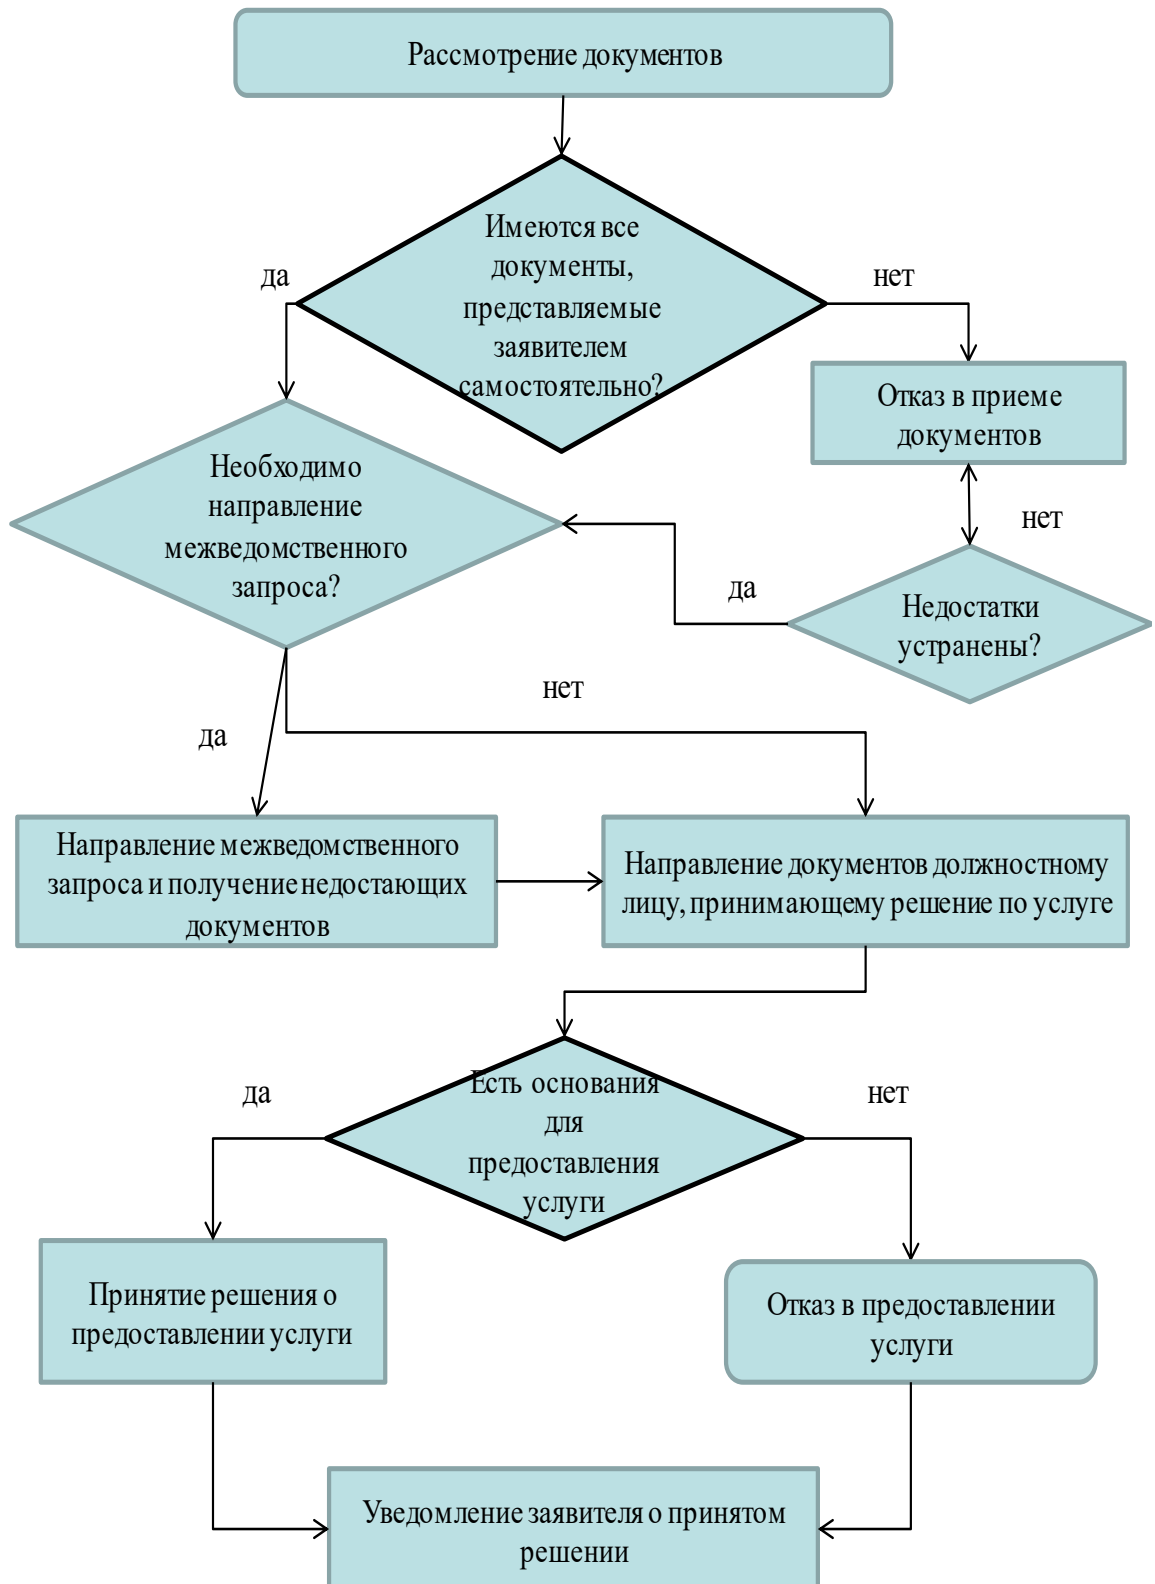 Рассмотрение документов
Имеются все
документы,
представляемые
заявителем
самостоятельно?
да
нет
Отказ в приеме
документов
Необходимо
направление
межведомственного
запроса?
нет
да
Недостатки
устранены?
нет
да
Направление межведомственного
запроса и получение недостающих
документов
Направление документов должностному
лицу, принимающему решение по услуге
Есть основания
для
предоставления
услуги
да
нет
Принятие решения о
предоставлении услуги
Отказ в предоставлении
услуги
Уведомление заявителя о принятом
решении